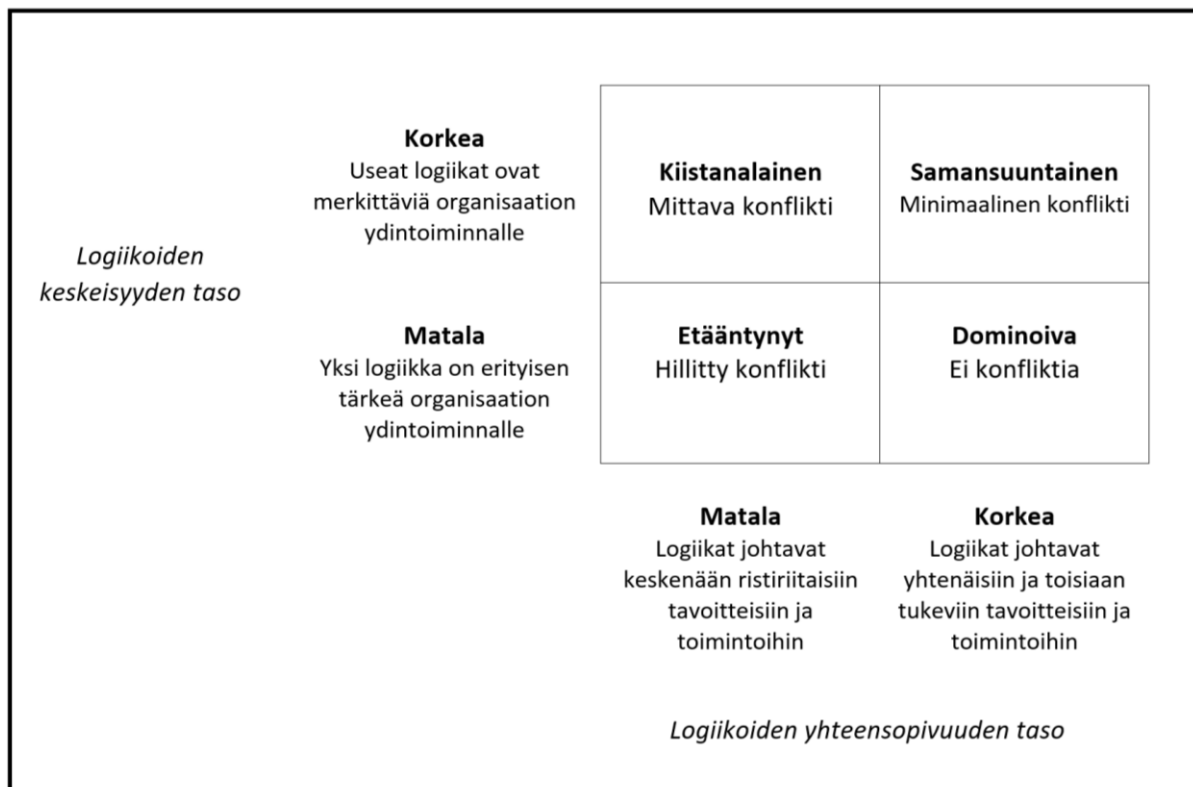 Korkea
Useat logiikat ovat
merkittäviä organisaation
ydintoiminnalle
Kiistanalainen
Mittava konflikti
Samansuuntainen
Minimaalinen konflikti
Logiikoiden
keskeisyyden taso
Matala
Yksi logiikka on erityisen
tärkeä organisaation
ydintoiminnalle
Etääntynyt
Hillitty konflikti
Dominoiva
Ei konfliktia
Matala
Logiikat johtavat
keskenään ristiriitaisiin
tavoitteisiin ja
toimintoihin
Korkea
Logiikat johtavat
yhtenäisiin ja toisiaan
tukeviin tavoitteisiin ja
toimintoihin
Logiikoiden yhteensopivuuden taso